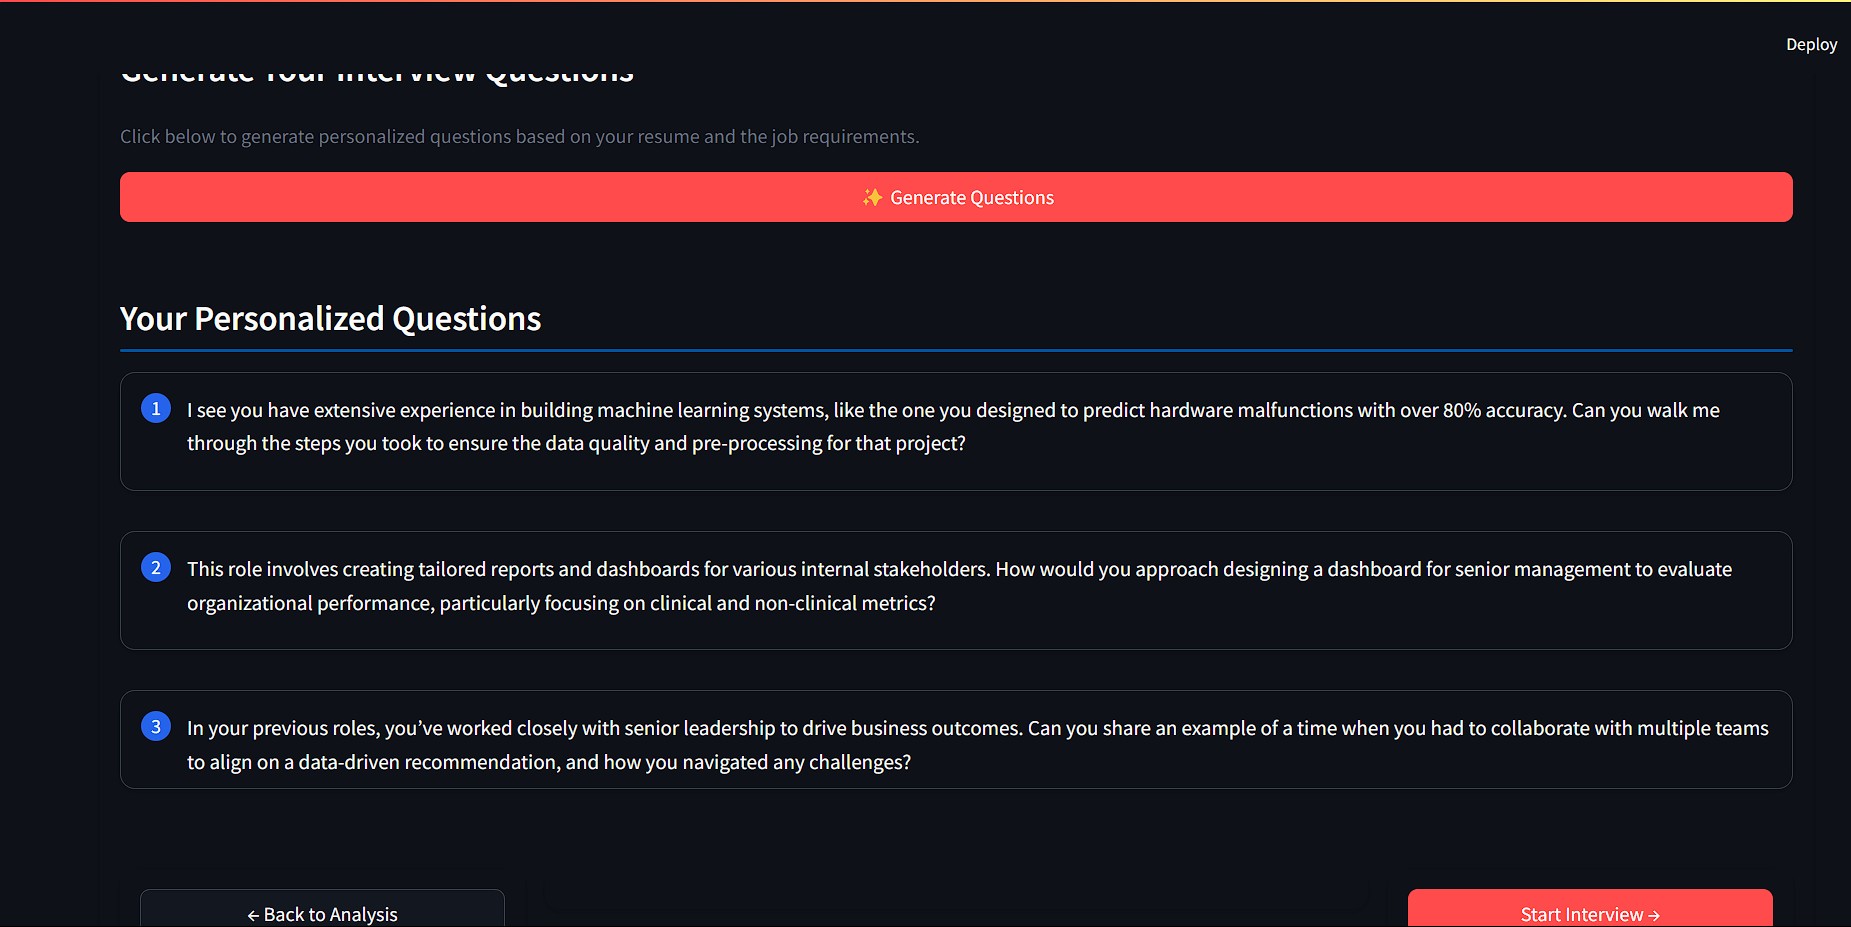 Deploy
Generate Your Interview Questions
Click below to generate personalized questions based on your resume and the job requirements.
✨ Generate Questions
Your Personalized Questions
1 I see you have extensive experience in building machine learning systems, like the one you designed to predict hardware malfunctions with over 80% accuracy. Can you walk me
through the steps you took to ensure the data quality and pre-processing for that project?
2 This role involves creating tailored reports and dashboards for various internal stakeholders. How would you approach designing a dashboard for senior management to evaluate
organizational performance, particularly focusing on clinical and non-clinical metrics?
3 In your previous roles, you’ve worked closely with senior leadership to drive business outcomes. Can you share an example of a time when you had to collaborate with multiple teams
to align on a data-driven recommendation, and how you navigated any challenges?
← Back to Analysis
Start Interview →